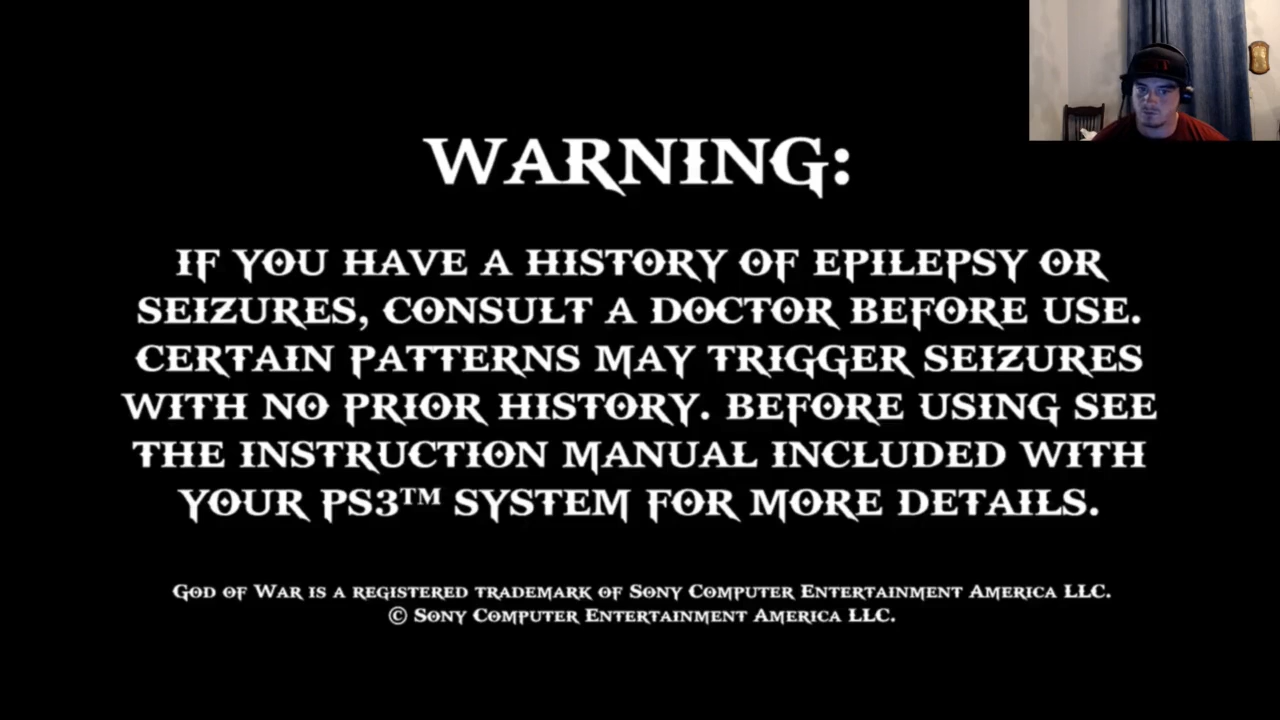 WARNING:
IF YOU HAVE A HISTORY OF EPILEPSY OR
SEIZURES, CONSULT A DOCTOR BEFORE USE.
CERTAIN PATTERNS MAY TRIGGER SEIZURES
WITH NO PRIOR HISTORY. BEFORE USING SEE
THE INSTRUCTION MANUAL INCLUDED WITH
YOUR PS3™ SYSTEM FOR MORE DETAILS.
GOD OF WAR IS A REGISTERED TRADEMARK OF SONY COMPUTER ENTERTAINMENT AMERICA LLC.
© SONY COMPUTER ENTERTAINMENT AMERICA LLC.